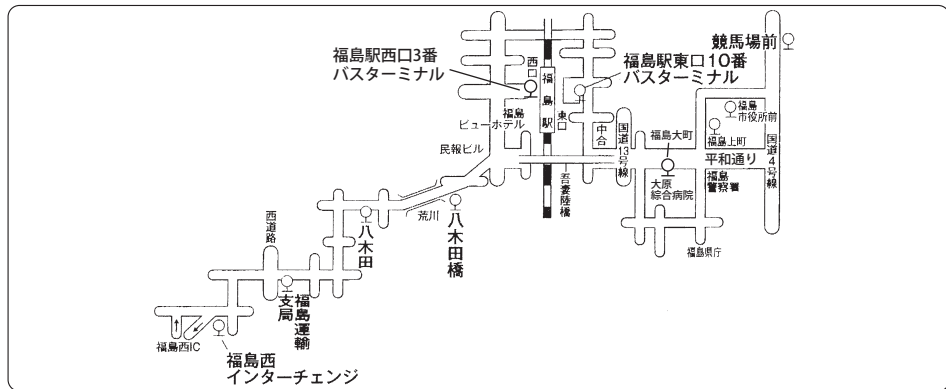 競馬場前
福島駅西口3番
バスターミナル
西口
福島駅
福島駅東口10番
バスターミナル
東口
福島
ビューホテル
中合
国道13号線
福島大町
福島
市役所前
福島上町
国道4号線
民報ビル
平和通り
吾妻陸橋
大原
綜合病院
福島
警察署
荒川
八木田橋
八木田
西道路
福島県庁
福島運輸
支局
福島西IC
福島西
インターチェンジ